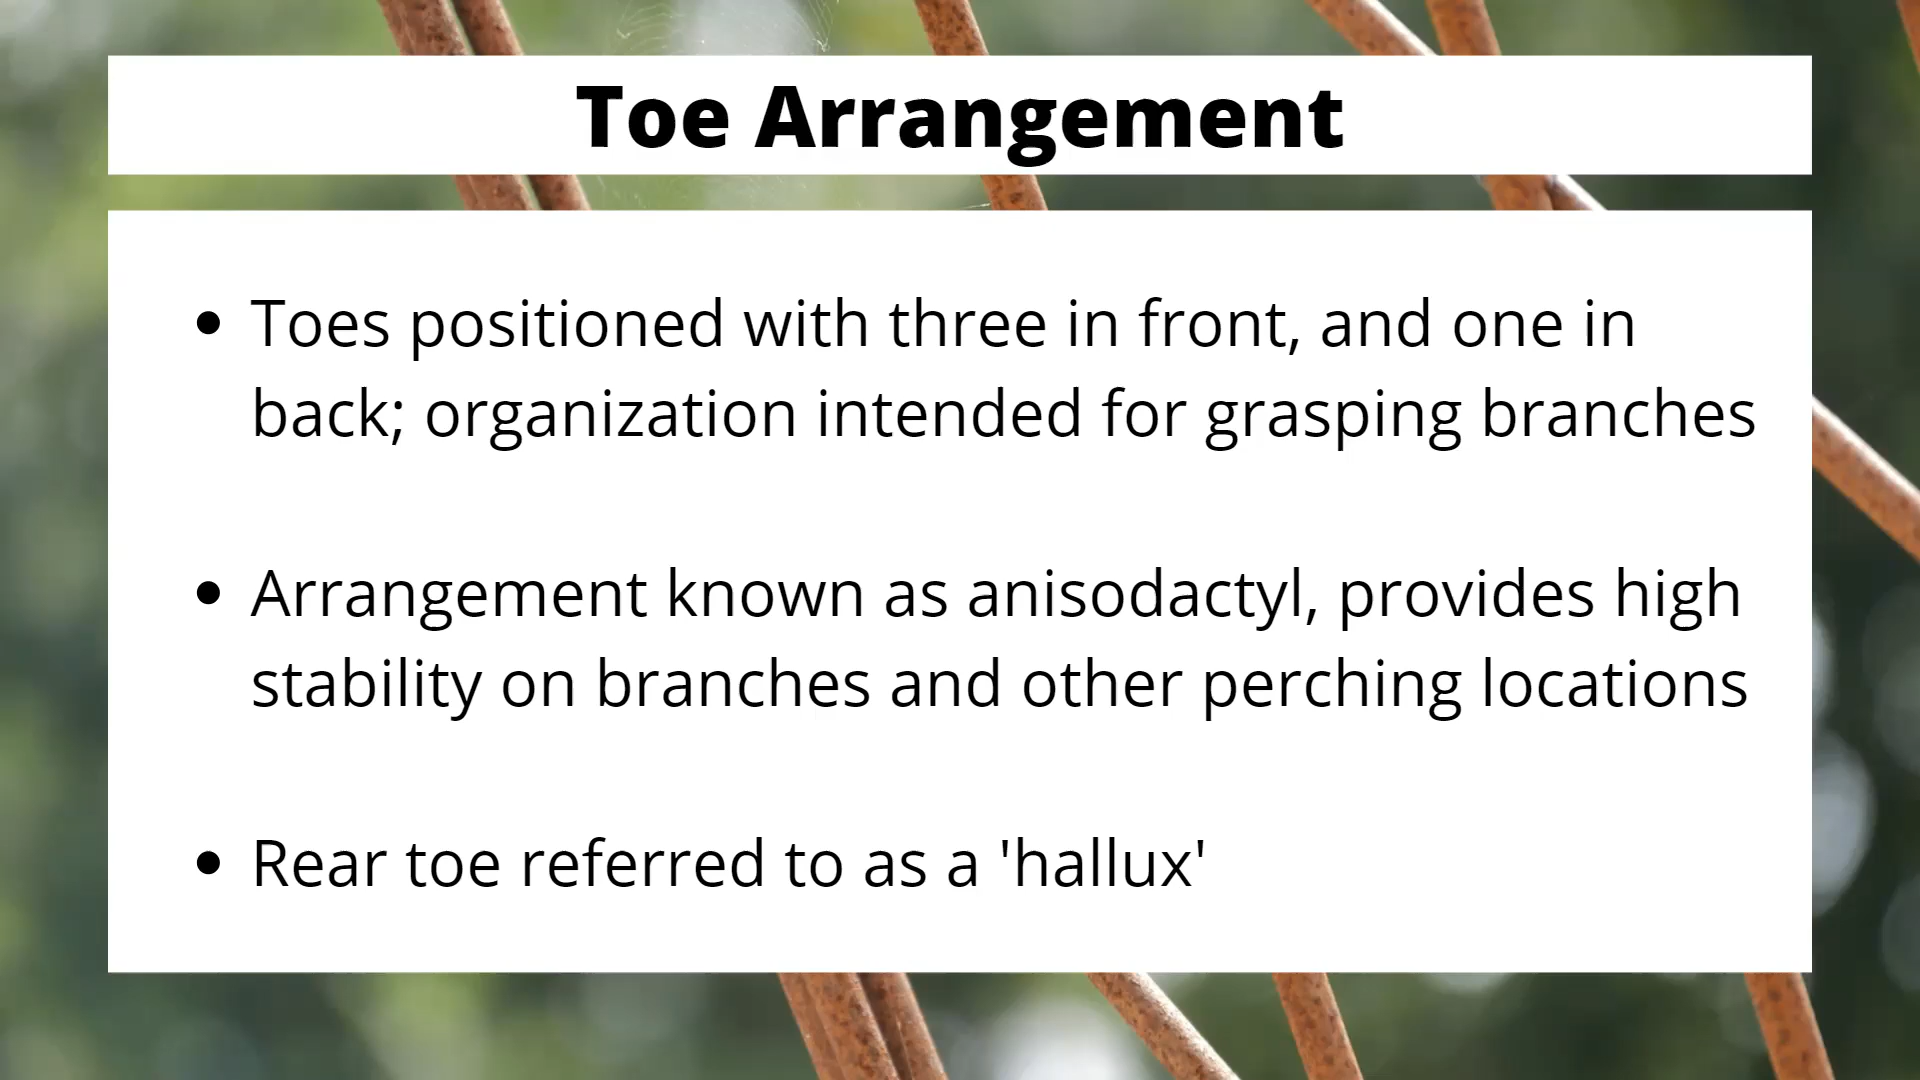 Toe Arrangement
• Toes positioned with three in front, and one in
back; organization intended for grasping branches
• Arrangement known as anisodactyl, provides high
stability on branches and other perching locations
• Rear toe referred to as a 'hallux'